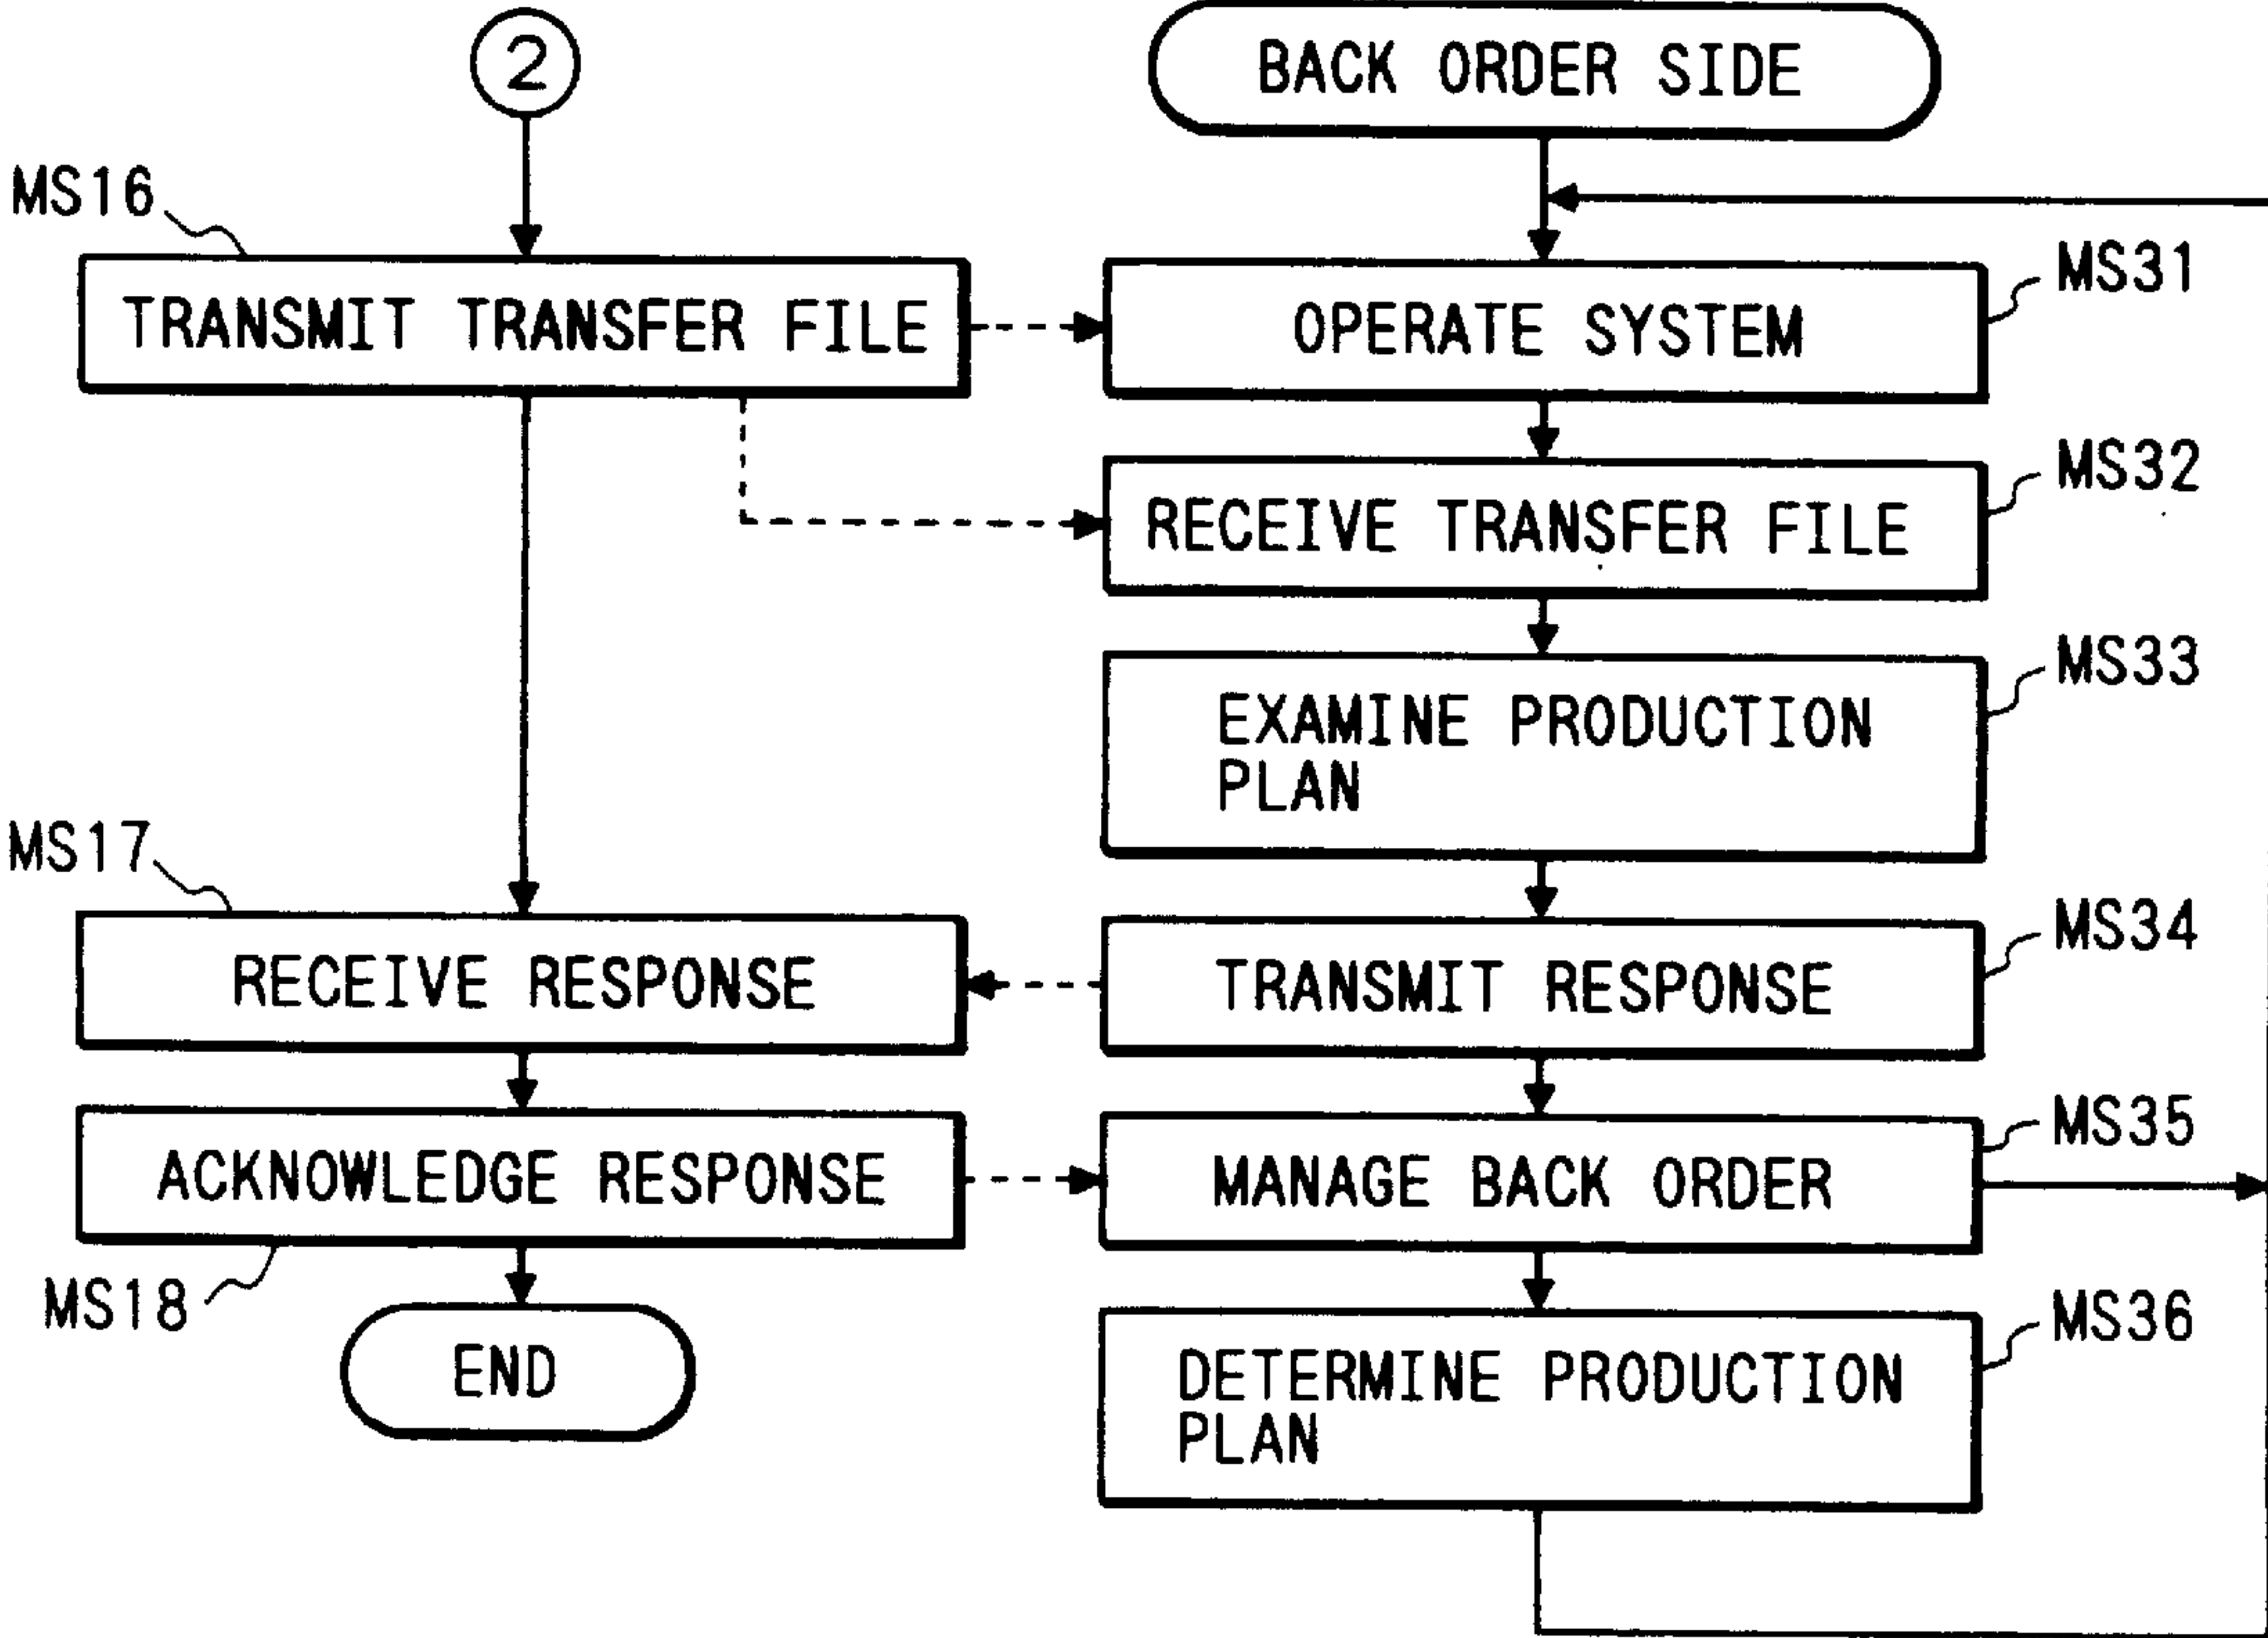 2
MS16
TRANSMIT TRANSFER FILE
MS17
RECEIVE RESPONSE
ACKNOWLEDGE RESPONSE
MS18
END
BACK ORDER SIDE
OPERATE SYSTEM
MS31
RECEIVE TRANSFER FILE
MS32
EXAMINE PRODUCTION
PLAN
MS33
TRANSMIT RESPONSE
MS34
MANAGE BACK ORDER
MS35
DETERMINE PRODUCTION
PLAN
MS36